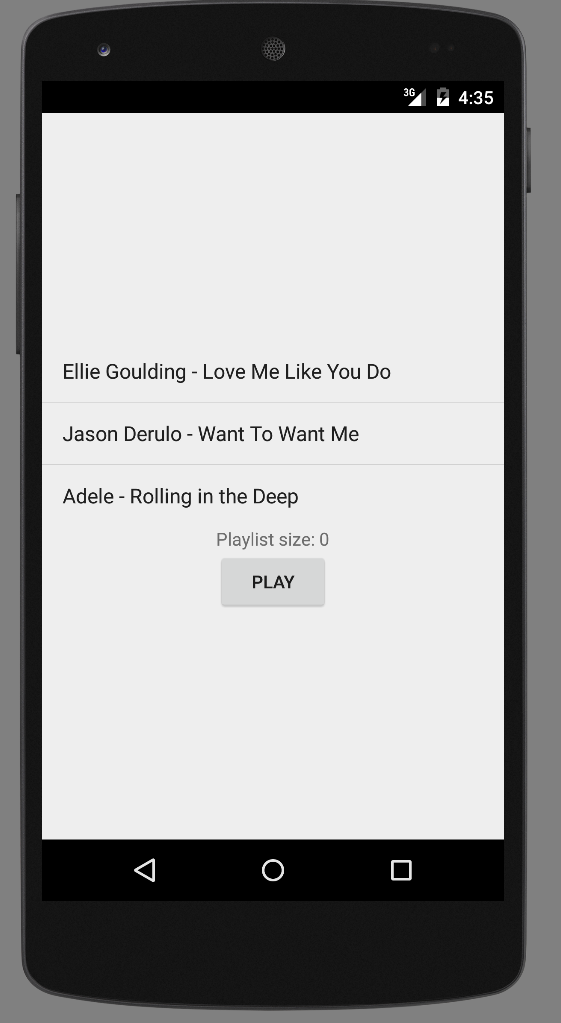 3G 4:35
Ellie Goulding - Love Me Like You Do
Jason Derulo - Want To Want Me
Adele - Rolling in the Deep
Playlist size: 0
PLAY